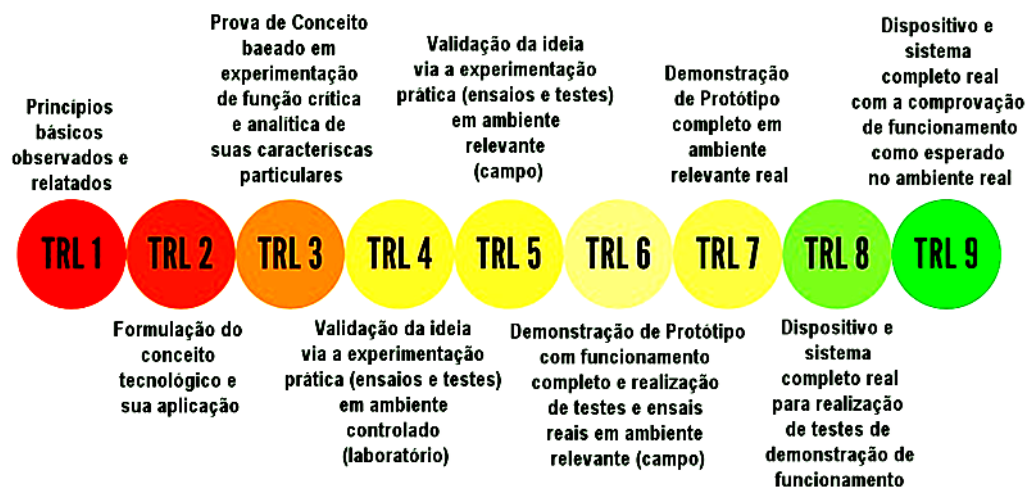 Princípios
básicos
observados e
relatados
Prova de Conceito
baeado em
experimentação
de função crítica
e analítica de
suas caracteríscas
particulares
Validação da ideia
via a experimentação
prática (ensaios e testes)
em ambiente
relevante
(campo)
Demonstração
de Protótipo
completo em
ambiente
relevante real
Dispositivo e
sistema
completo real
com a comprovação
de funcionamento
como esperado
no ambiente real
TRL 1
TRL 2
TRL 3
TRL 4
TRL 5
TRL 6
TRL 7
TRL 8
TRL 9
Formulação do
conceito
tecnológico e
sua aplicação
Validação da ideia
via a experimentação
prática (ensaios e testes)
em ambiente
controlado
(laboratório)
Demonstração de Protótipo
com funcionamento
completo e realização
de testes e ensais
reais em ambiente
relevante (campo)
Dispositivo e
sistema
completo real
para realização
de testes de
demonstração de
funcionamento